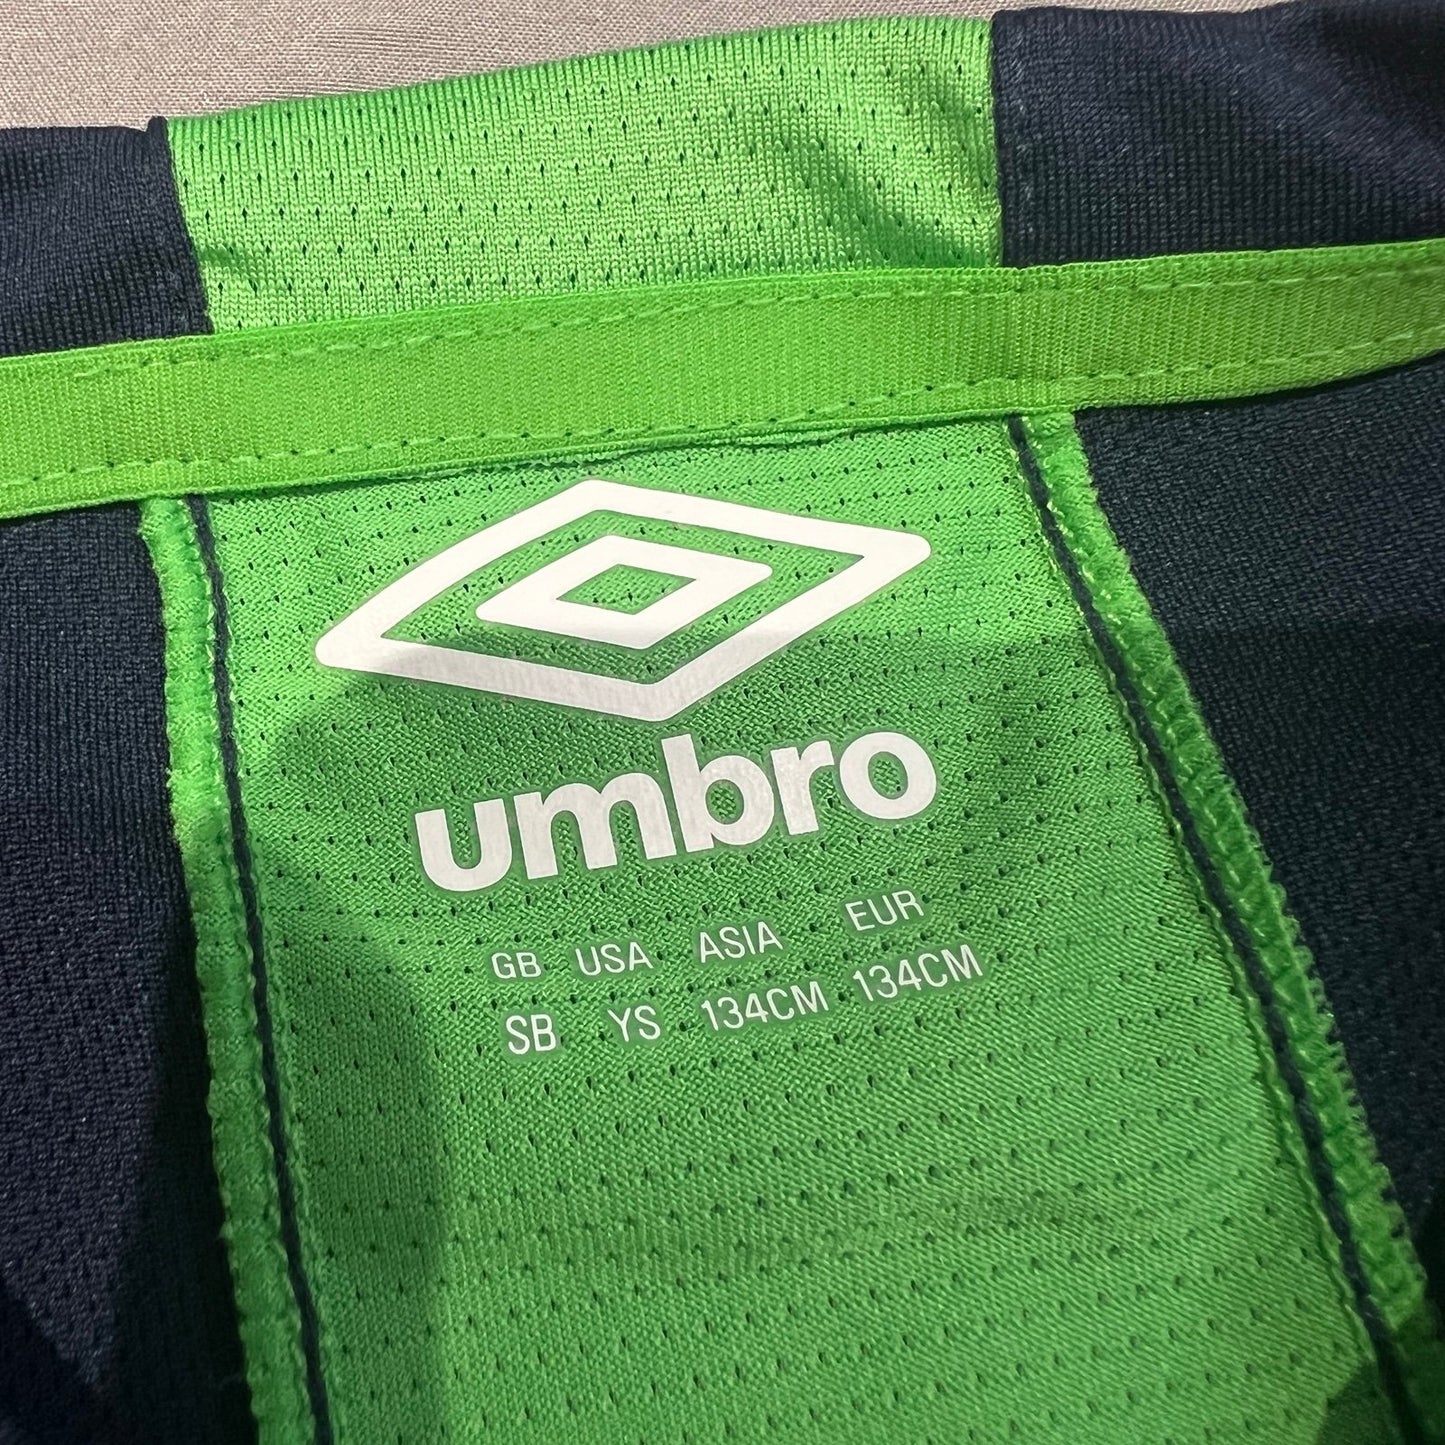 umbro
GB USA ASIA EUR
SB YS 134CM 134CM